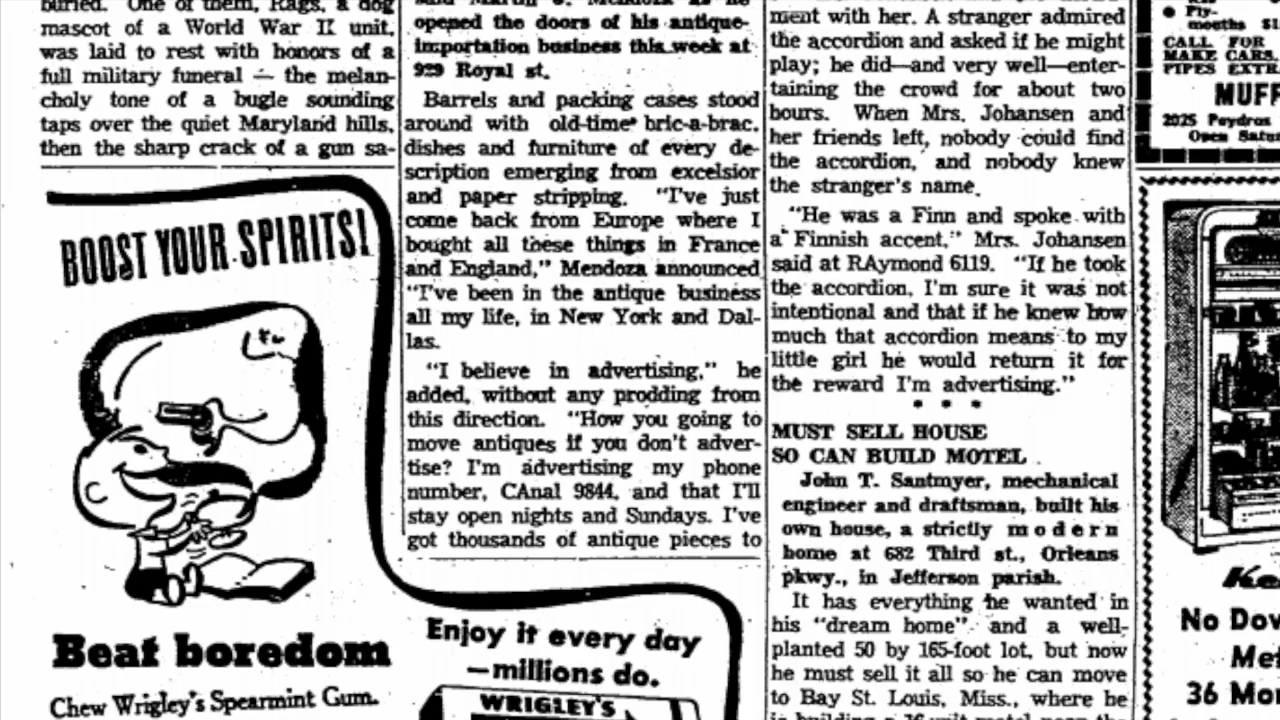 buried. One of them, Rags, a dog
mascot of a World War II unit,
was laid to rest with honors of a
full military funeral — the melan-
choly tone of a bugle sounding
taps over the quiet Maryland hills,
then the sharp crack of a gun sa-
BOOST YOUR SPIRITS!
Beat boredom
Chew Wrigley's Spearmint Gum.
and Martin J. Mendoza as he
opened the doors of his antique-
importation business this week at
929 Royal st.
Barrels and packing cases stood
around with old-time bric-a-brac,
dishes and furniture of every de-
scription emerging from excelsior
and paper stripping. "I've just
come back from Europe where I
bought all these things in France
and England," Mendoza announced
"I've been in the antique business
all my life, in New York and Dal-
las.
"I believe in advertising," he
added, without any prodding from
this direction. "How you going to
move antiques if you don't adver-
tise? I'm advertising my phone
number, CAnal 9844, and that I'll
stay open nights and Sundays. I've
got thousands of antique pieces to
Enjoy it every day
—millions do.
WRIGLEY'S
ment with her. A stranger admired
the accordion and asked if he might
play; he did—and very well—enter-
taining the crowd for about two
hours. When Mrs. Johansen and
her friends left, nobody could find
the accordion, and nobody knew
the stranger's name.
"He was a Finn and spoke with
a Finnish accent," Mrs. Johansen
said at RAymond 6119. "If he took
the accordion, I'm sure it was not
intentional and that if he knew how
much that accordion means to my
little girl he would return it for
the reward I'm advertising."
* * *
MUST SELL HOUSE
SO CAN BUILD MOTEL
John T. Santmyer, mechanical
engineer and draftsman, built his
own house, a strictly modern
home at 682 Third st., Orleans
pkwy., in Jefferson parish.
It has everything he wanted in
his "dream home" and a well-
planted 50 by 165-foot lot, but now
he must sell it all so he can move
to Bay St. Louis, Miss., where he
is building a 16-unit motel near the
months $1
CALL FOR
MAKE CARS,
PIPES EXTR
MUFF
2025 Poydras
Open Satu
No Dow
Me
36 Mon